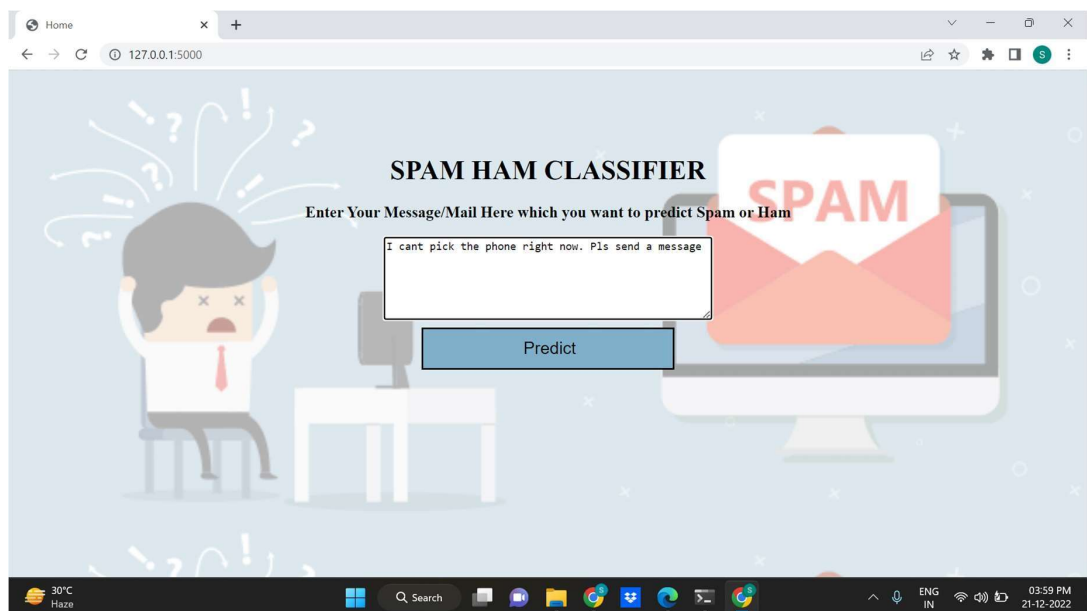 Home
127.0.0.1:5000
S
SPAM HAM CLASSIFIER
Enter Your Message/Mail Here which you want to predict Spam or Ham
I cant pick the phone right now. Pls send a message
Predict
SPAM
30°C
Haze
Search
S
S
ENG
IN
03:59 PM
21-12-2022